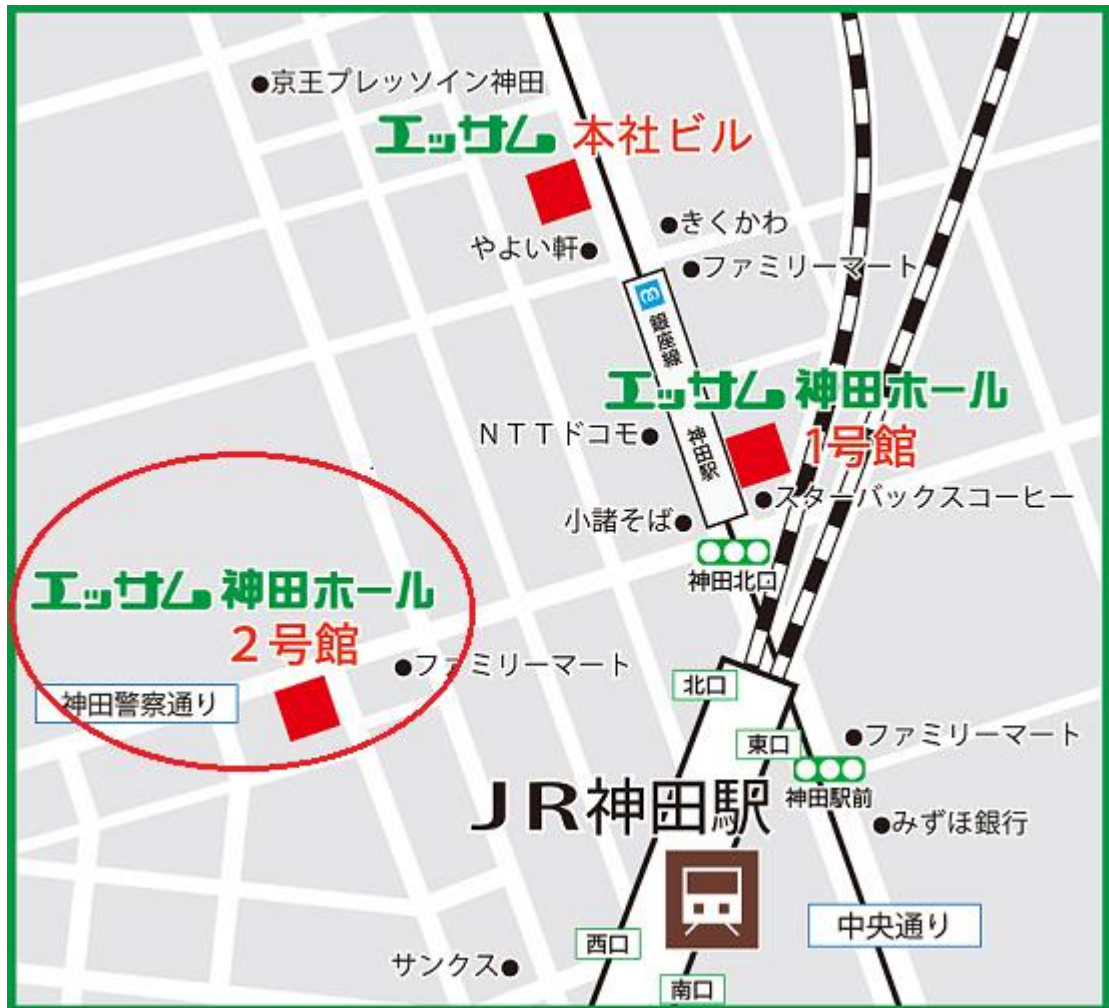 京王プレッソイン神田
エッサム 本社ビル
きくかわ
やよい軒
ファミリーマート
銀座線 神田駅
エッサム 神田ホール
1号館
NTTドコモ
スターバックスコーヒー
小諸そば
神田北口
エッサム 神田ホール
2号館
ファミリーマート
神田警察通り
北口
東口
ファミリーマート
神田駅前
JR神田駅
みずほ銀行
中央通り
西口
サンクス
南口